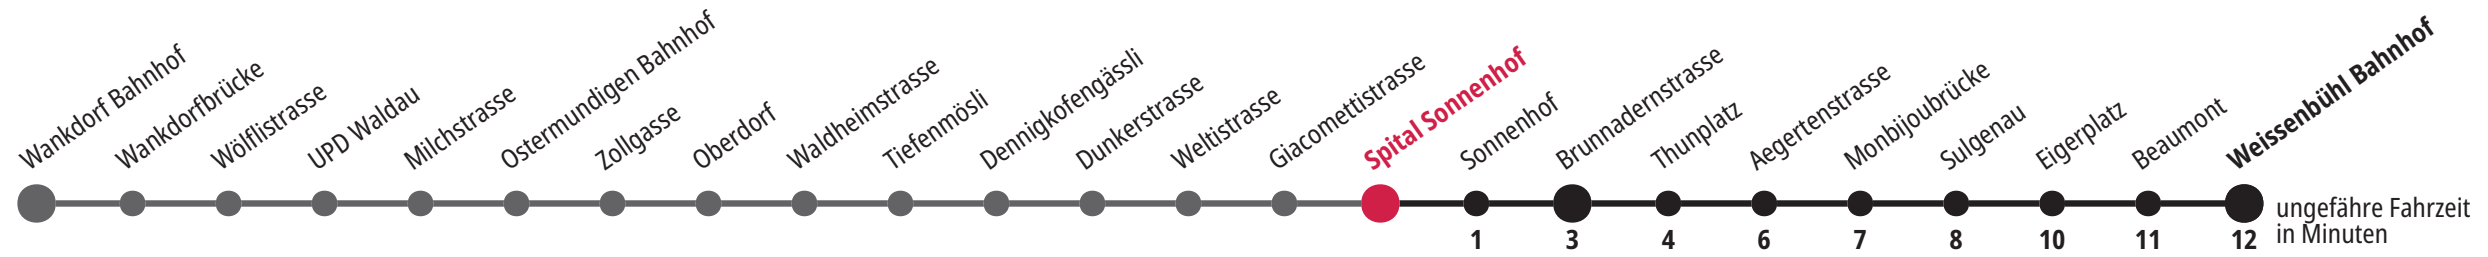 Wankdorf Bahnhof
Wankdorfbrücke
Wölflistrasse
UPD Waldau
Milchstrasse
Ostermundigen Bahnhof
Zollgasse
Oberdorf
Waldheimstrasse
Tiefenmösli
Dennigkofengässli
Dunkerstrasse
Weltistrasse
Giacomettistrasse
Spital Sonnenhof
Sonnenhof
Brunnadernstrasse
Thunplatz
Aegertenstrasse
Monbijoubrücke
Sulgenau
Eigerplatz
Beaumont
Weissenbühl Bahnhof
1 3 4 6 7 8 10 11 12
ungefähre Fahrzeit
in Minuten